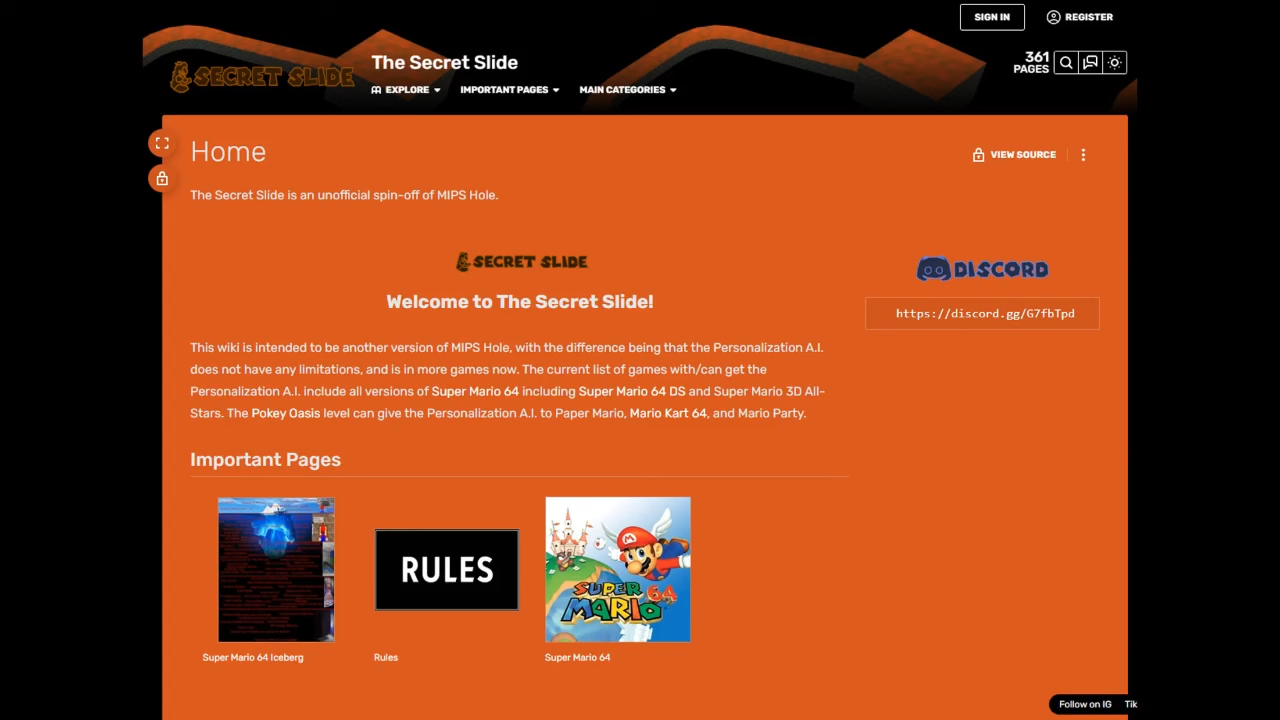 SIGN IN
REGISTER
SECRET SLIDE
The Secret Slide
361
PAGES
EXPLORE
IMPORTANT PAGES
MAIN CATEGORIES
Home
VIEW SOURCE
The Secret Slide is an unofficial spin-off of MIPS Hole.
SECRET SLIDE
DISCORD
Welcome to The Secret Slide!
https://discord.gg/G7fbTpd
This wiki is intended to be another version of MIPS Hole, with the difference being that the Personalization A.I.
does not have any limitations, and is in more games now. The current list of games with/can get the
Personalization A.I. include all versions of Super Mario 64 including Super Mario 64 DS and Super Mario 3D All-
Stars. The Pokey Oasis level can give the Personalization A.I. to Paper Mario, Mario Kart 64, and Mario Party.
Important Pages
RULES
SUPER
MARIO 64
Super Mario 64 Iceberg
Rules
Super Mario 64
Follow on IG
Tik